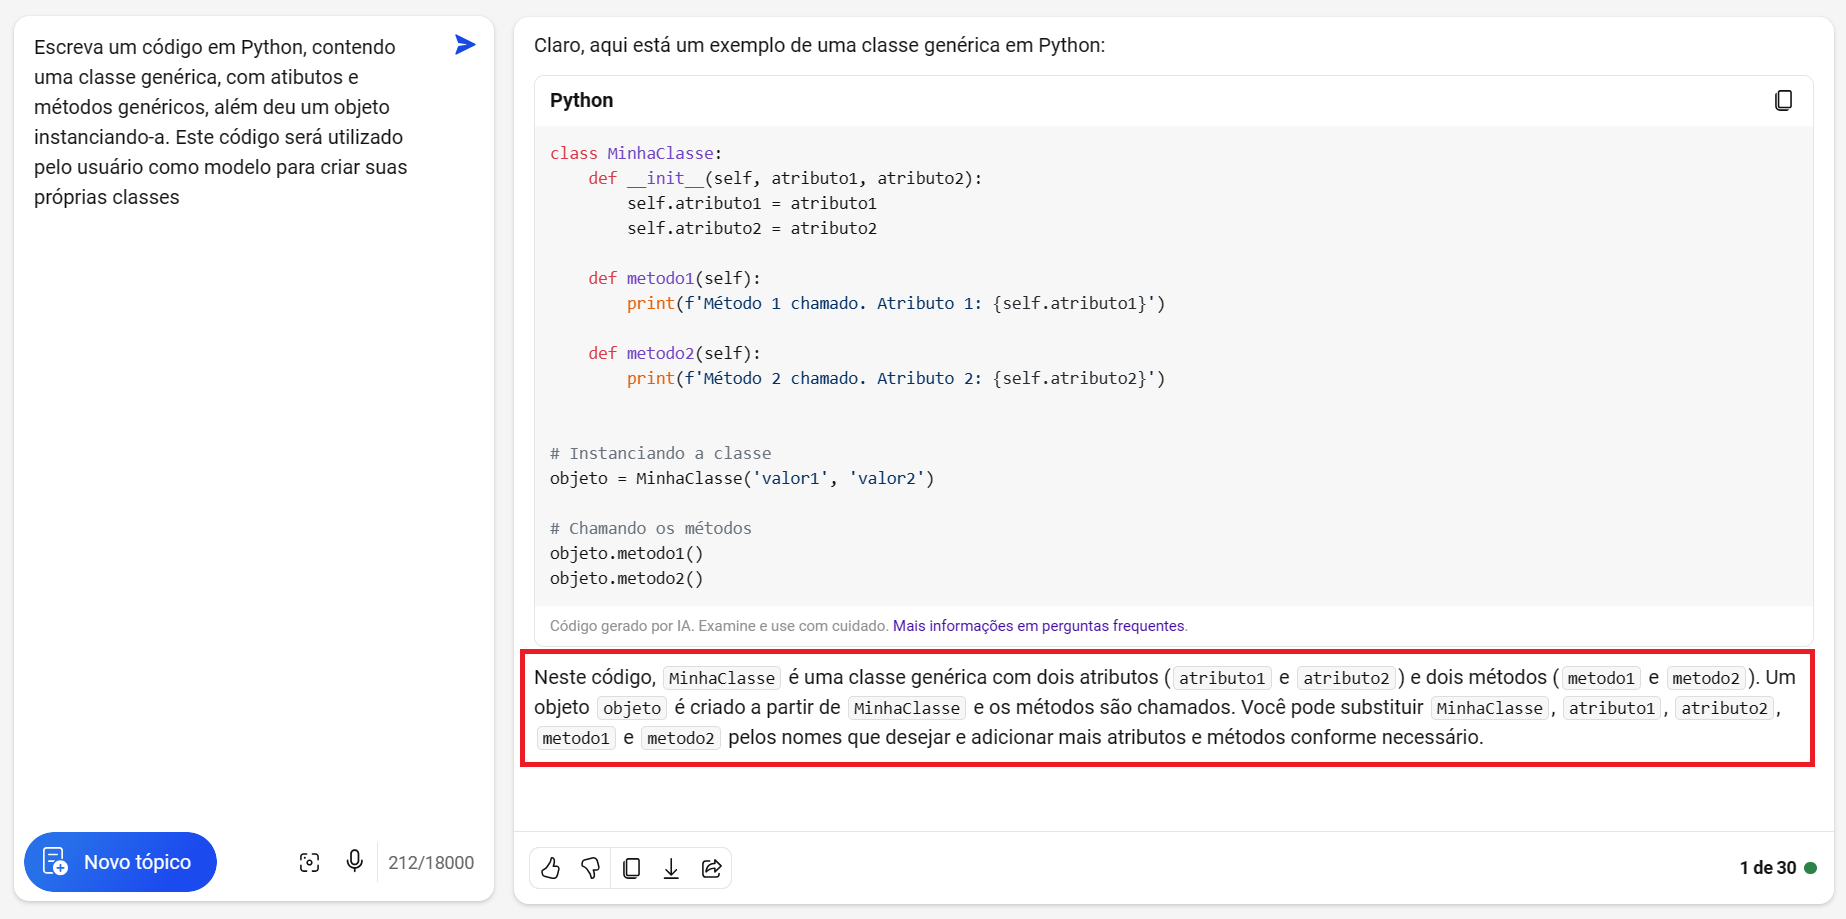 Escreva um código em Python, contendo
uma classe genérica, com atibutos e
métodos genéricos, além deu um objeto
instanciando-a. Este código será utilizado
pelo usuário como modelo para criar suas
próprias classes
Novo tópico
212/18000
Claro, aqui está um exemplo de uma classe genérica em Python:
Python
class MinhaClasse:
    def __init__(self, atributo1, atributo2):
        self.atributo1 = atributo1
        self.atributo2 = atributo2
    def metodo1(self):
        print(f'Método 1 chamado. Atributo 1: {self.atributo1}')
    def metodo2(self):
        print(f'Método 2 chamado. Atributo 2: {self.atributo2}')
# Instanciando a classe
objeto = MinhaClasse('valor1', 'valor2')
# Chamando os métodos
objeto.metodo1()
objeto.metodo2()
Código gerado por IA. Examine e use com cuidado. Mais informações em perguntas frequentes.
Neste código, MinhaClasse é uma classe genérica com dois atributos ( atributo1 e atributo2 ) e dois métodos ( metodo1 e metodo2 ). Um
objeto objeto é criado a partir de MinhaClasse e os métodos são chamados. Você pode substituir MinhaClasse , atributo1 , atributo2 ,
metodo1 e metodo2 pelos nomes que desejar e adicionar mais atributos e métodos conforme necessário.
1 de 30